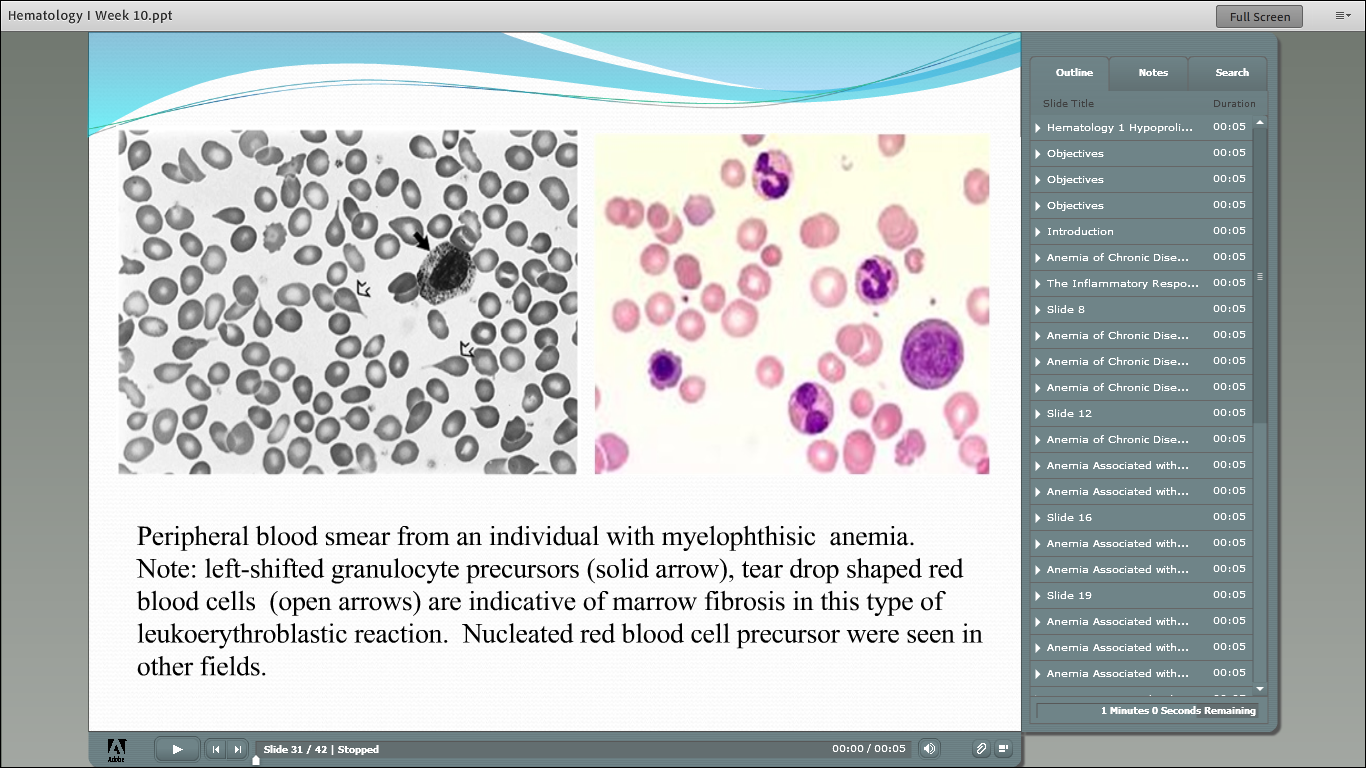 Hematology I Week 10.ppt
Full Screen
Peripheral blood smear from an individual with myelophthisic  anemia.
Note: left-shifted granulocyte precursors (solid arrow), tear drop shaped red
blood cells  (open arrows) are indicative of marrow fibrosis in this type of
leukoerythroblastic reaction.  Nucleated red blood cell precursor were seen in
other fields.
Outline Notes Search
Slide Title Duration
Hematology 1 Hypoproli... 00:05
Objectives 00:05
Objectives 00:05
Objectives 00:05
Introduction 00:05
Anemia of Chronic Dise... 00:05
The Inflammatory Respo... 00:05
Slide 8 00:05
Anemia of Chronic Dise... 00:05
Anemia of Chronic Dise... 00:05
Anemia of Chronic Dise... 00:05
Slide 12 00:05
Anemia of Chronic Dise... 00:05
Anemia Associated with... 00:05
Anemia Associated with... 00:05
Slide 16 00:05
Anemia Associated with... 00:05
Anemia Associated with... 00:05
Slide 19 00:05
Anemia Associated with... 00:05
Anemia Associated with... 00:05
Anemia Associated with... 00:05
1 Minutes 0 Seconds Remaining
Adobe
Slide 31 / 42 | Stopped
00:00 / 00:05